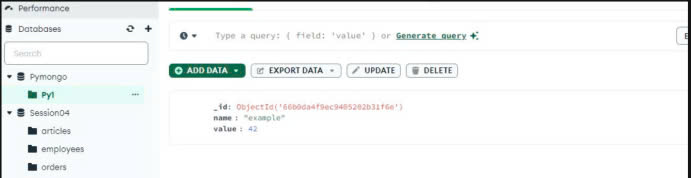 Performance
Databases
Search
Pymongo
Py1
Session04
articles
employees
orders
Type a query: { field: 'value' } or Generate query
E
ADD DATA
EXPORT DATA
UPDATE
DELETE
_id: ObjectId('66b0da4f9ec9405202b31f6e')
name : "example"
value : 42